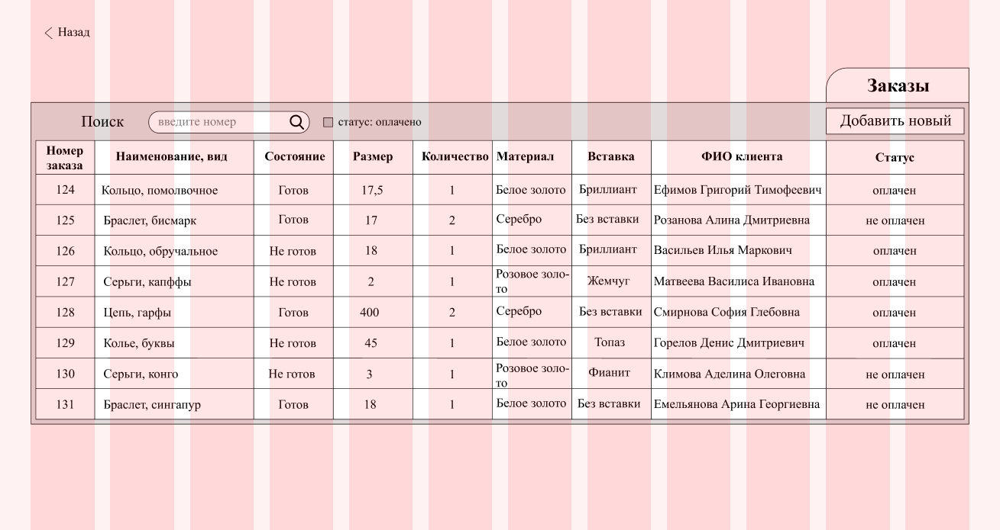 Назад
Заказы
Поиск введите номер статус: оплачено Добавить новый
Номер заказа Наименование, вид Состояние Размер Количество Материал Вставка ФИО клиента Статус
124 Кольцо, помолвочное Готов 17,5 1 Белое золото Бриллиант Ефимов Григорий Тимофеевич оплачен
125 Браслет, бисмарк Готов 17 2 Серебро Без вставки Розанова Алина Дмитриевна не оплачен
126 Кольцо, обручальное Не готов 18 1 Белое золото Бриллиант Васильев Илья Маркович оплачен
127 Серьги, капффы Не готов 2 1 Розовое золо-то Жемчуг Матвеева Василиса Ивановна оплачен
128 Цепь, гарфы Готов 400 2 Серебро Без вставки Смирнова София Глебовна оплачен
129 Колье, буквы Не готов 45 1 Белое золото Топаз Горелов Денис Дмитриевич оплачен
130 Серьги, конго Не готов 3 1 Розовое золо-то Фианит Климова Аделина Олеговна не оплачен
131 Браслет, сингапур Готов 18 1 Белое золото Без вставки Емельянова Арина Георгиевна не оплачен